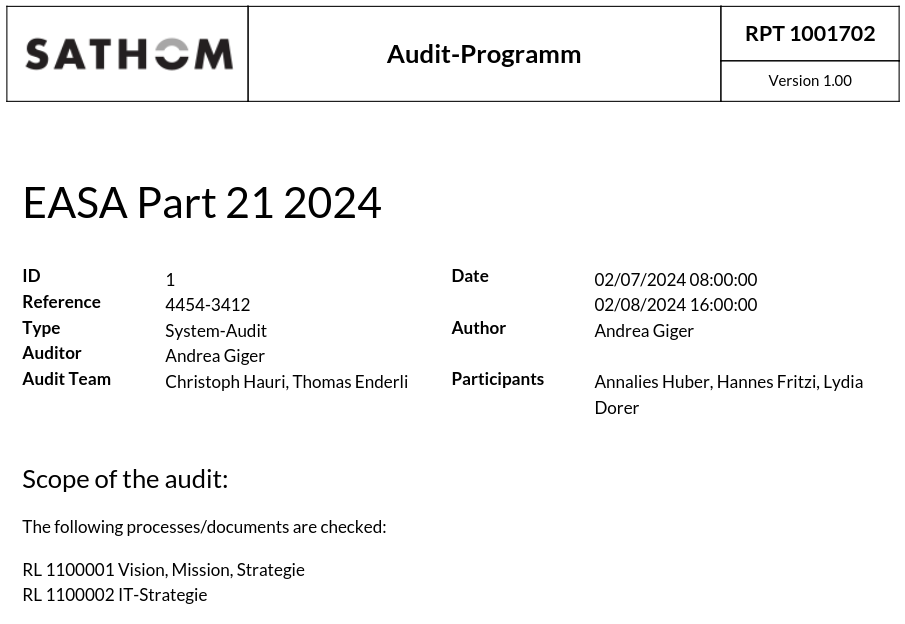 SATHOM
Audit-Programm
RPT 1001702
Version 1.00
EASA Part 21 2024
ID 1
Reference 4454-3412
Type System-Audit
Auditor Andrea Giger
Audit Team Christoph Hauri, Thomas Enderli
Date 02/07/2024 08:00:00
02/08/2024 16:00:00
Author Andrea Giger
Participants Annalies Huber, Hannes Fritzi, Lydia
Dorer
Scope of the audit:
The following processes/documents are checked:
RL 1100001 Vision, Mission, Strategie
RL 1100002 IT-Strategie